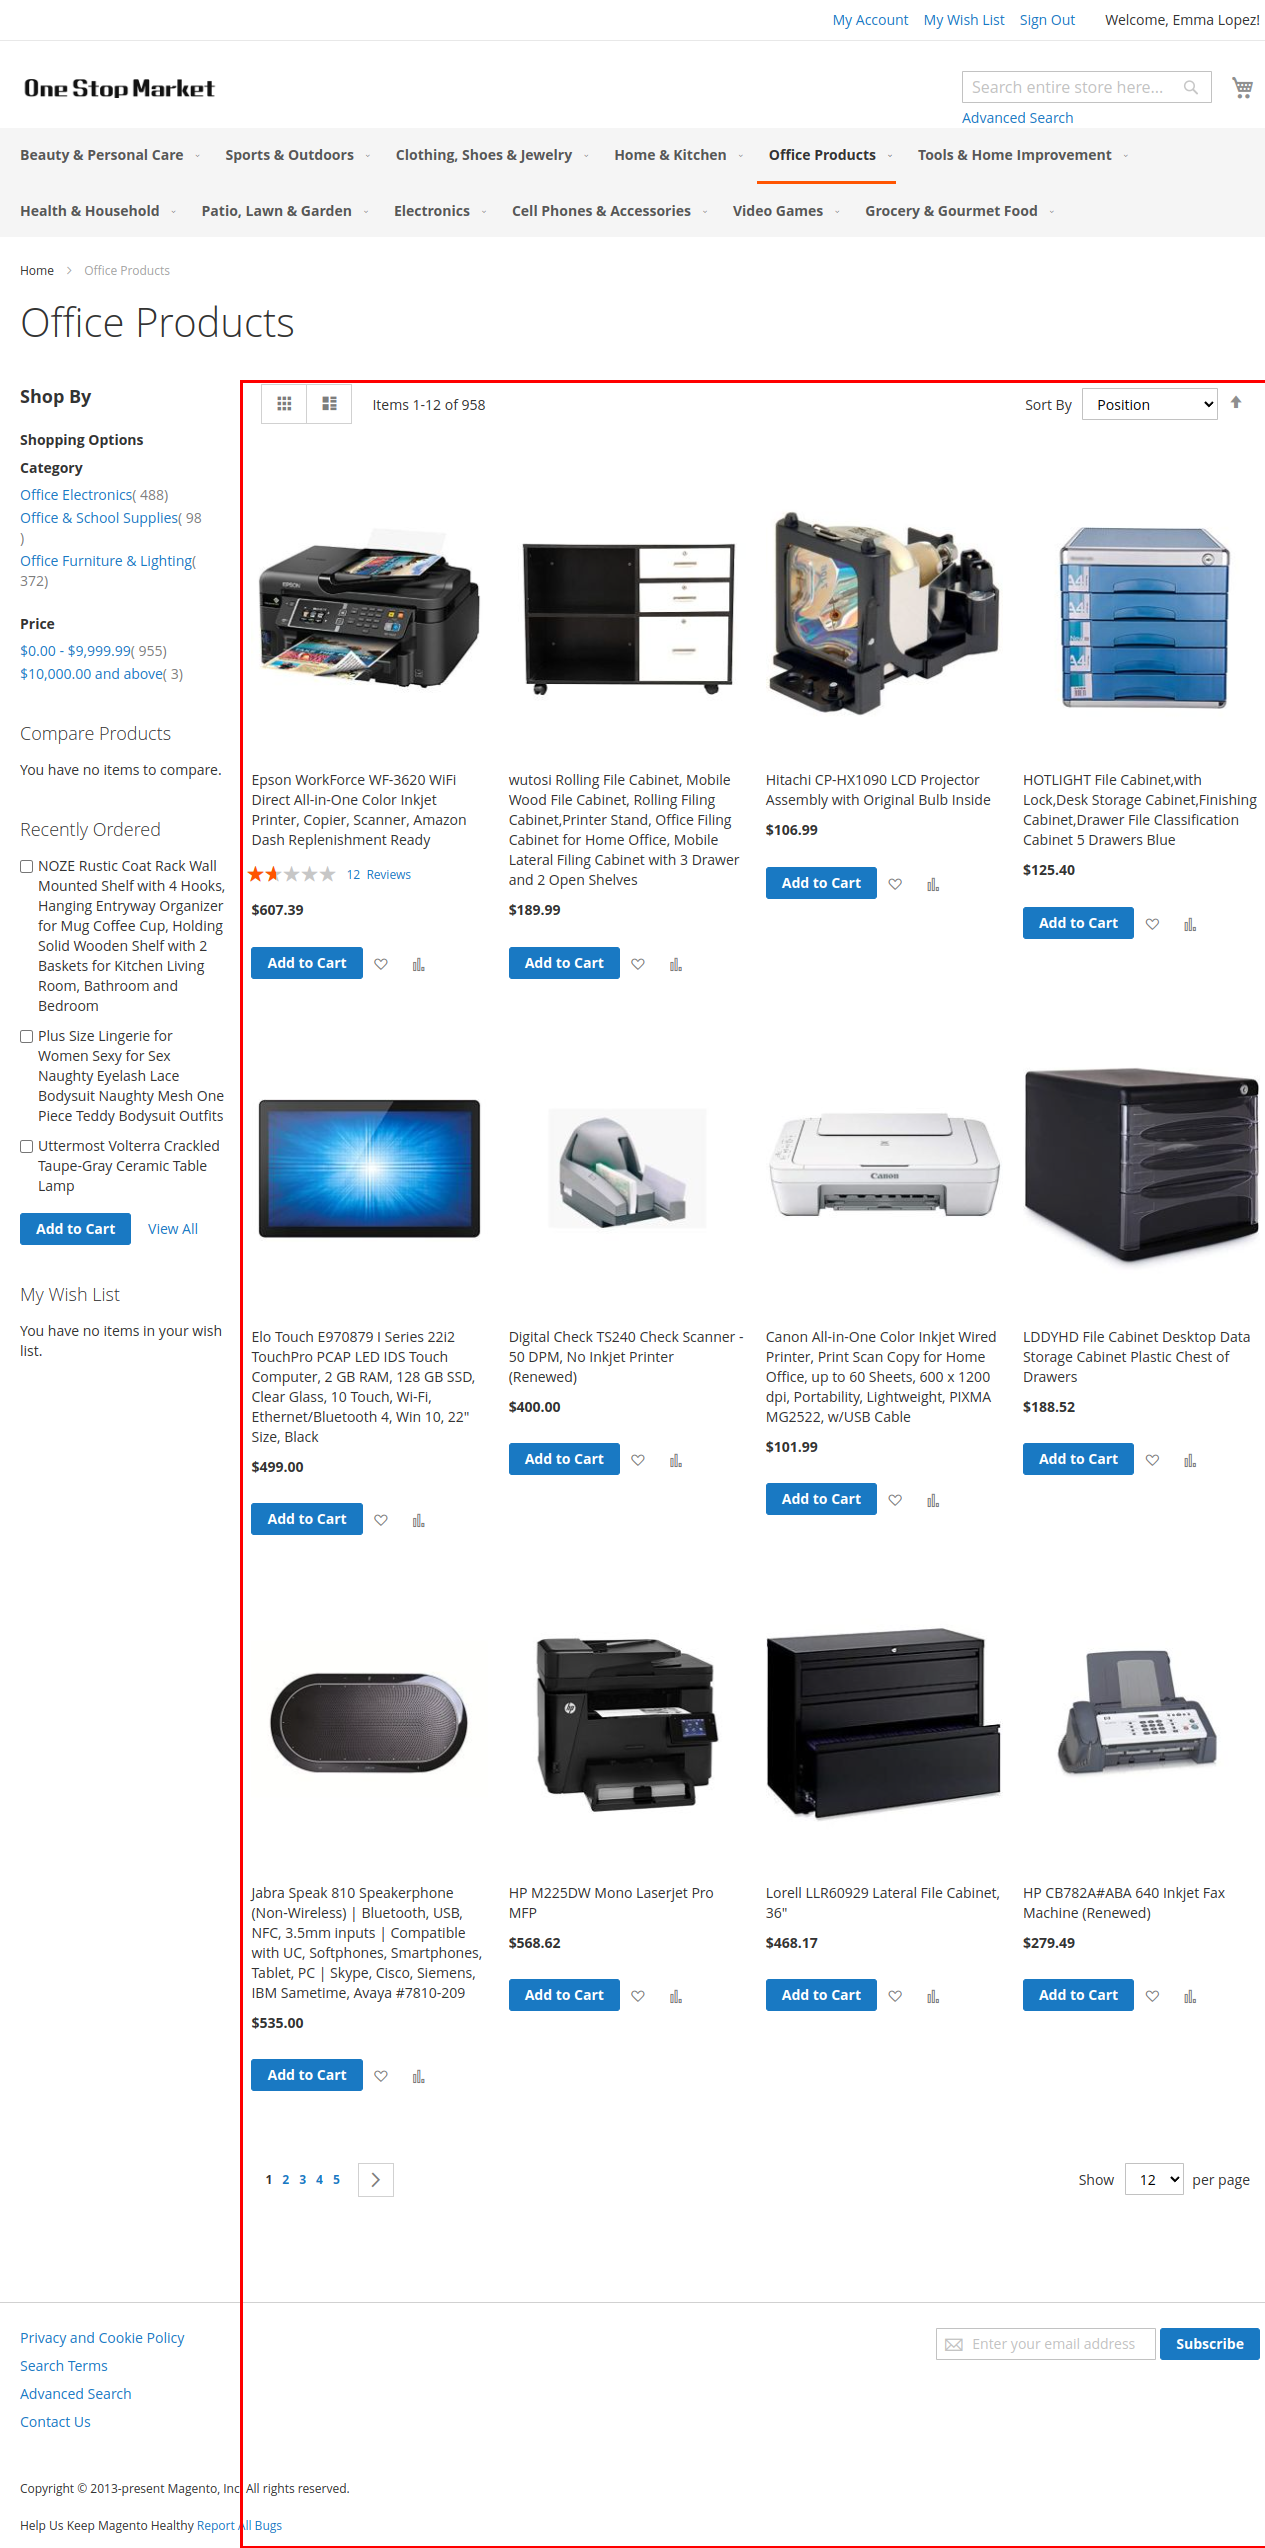 My Account My Wish List Sign Out Welcome, Emma Lopez!
One Stop Market
Search entire store here...
Advanced Search
Beauty & Personal Care Sports & Outdoors Clothing, Shoes & Jewelry Home & Kitchen Office Products Tools & Home Improvement
Health & Household Patio, Lawn & Garden Electronics Cell Phones & Accessories Video Games Grocery & Gourmet Food
Home Office Products
Office Products
Shop By
Shopping Options
Category
Office Electronics( 488)
Office & School Supplies( 98
)
Office Furniture & Lighting(
372)
Price
$0.00 - $9,999.99( 955)
$10,000.00 and above( 3)
Compare Products
You have no items to compare.
Recently Ordered
NOZE Rustic Coat Rack Wall
Mounted Shelf with 4 Hooks,
Hanging Entryway Organizer
for Mug Coffee Cup, Holding
Solid Wooden Shelf with 2
Baskets for Kitchen Living
Room, Bathroom and
Bedroom
Plus Size Lingerie for
Women Sexy for Sex
Naughty Eyelash Lace
Bodysuit Naughty Mesh One
Piece Teddy Bodysuit Outfits
Uttermost Volterra Crackled
Taupe-Gray Ceramic Table
Lamp
Add to Cart View All
My Wish List
You have no items in your wish
list.
Items 1-12 of 958
Sort By Position
EPSON
Epson WorkForce WF-3620 WiFi
Direct All-in-One Color Inkjet
Printer, Copier, Scanner, Amazon
Dash Replenishment Ready
12 Reviews
$607.39
Add to Cart
wutosi Rolling File Cabinet, Mobile
Wood File Cabinet, Rolling Filing
Cabinet,Printer Stand, Office Filing
Cabinet for Home Office, Mobile
Lateral Filing Cabinet with 3 Drawer
and 2 Open Shelves
$189.99
Add to Cart
Hitachi CP-HX1090 LCD Projector
Assembly with Original Bulb Inside
$106.99
Add to Cart
A4
A4
A4
A4
HOTLIGHT File Cabinet,with
Lock,Desk Storage Cabinet,Finishing
Cabinet,Drawer File Classification
Cabinet 5 Drawers Blue
$125.40
Add to Cart
Elo Touch E970879 I Series 22i2
TouchPro PCAP LED IDS Touch
Computer, 2 GB RAM, 128 GB SSD,
Clear Glass, 10 Touch, Wi-Fi,
Ethernet/Bluetooth 4, Win 10, 22"
Size, Black
$499.00
Add to Cart
Digital Check TS240 Check Scanner -
50 DPM, No Inkjet Printer
(Renewed)
$400.00
Add to Cart
Canon
Canon All-in-One Color Inkjet Wired
Printer, Print Scan Copy for Home
Office, up to 60 Sheets, 600 x 1200
dpi, Portability, Lightweight, PIXMA
MG2522, w/USB Cable
$101.99
Add to Cart
LDDYHD File Cabinet Desktop Data
Storage Cabinet Plastic Chest of
Drawers
$188.52
Add to Cart
Jabra Speak 810 Speakerphone
(Non-Wireless) | Bluetooth, USB,
NFC, 3.5mm inputs | Compatible
with UC, Softphones, Smartphones,
Tablet, PC | Skype, Cisco, Siemens,
IBM Sametime, Avaya #7810-209
$535.00
Add to Cart
hp
HP M225DW Mono Laserjet Pro
MFP
$568.62
Add to Cart
Lorell LLR60929 Lateral File Cabinet,
36"
$468.17
Add to Cart
HP CB782A#ABA 640 Inkjet Fax
Machine (Renewed)
$279.49
Add to Cart
1 2 3 4 5
Show 12 per page
Privacy and Cookie Policy
Search Terms
Advanced Search
Contact Us
Enter your email address Subscribe
Copyright © 2013-present Magento, Inc. All rights reserved.
Help Us Keep Magento Healthy Report All Bugs